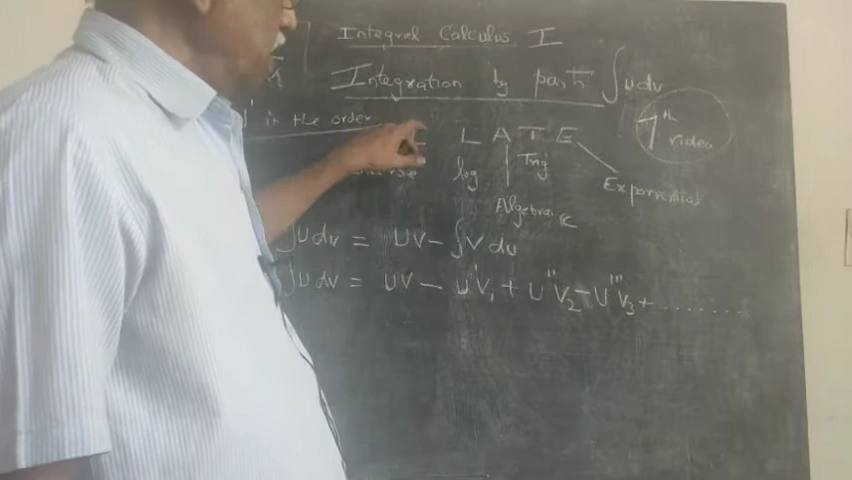 Integral Calculus I
Integration by parts ∫udv
in the order
I L A T E
7th
video
log Trig
Exponential
Algebraic
∫udv = uv - ∫vdu
∫udv = uv - u'v₁ + u''v₂ - u'''v₃ + ........